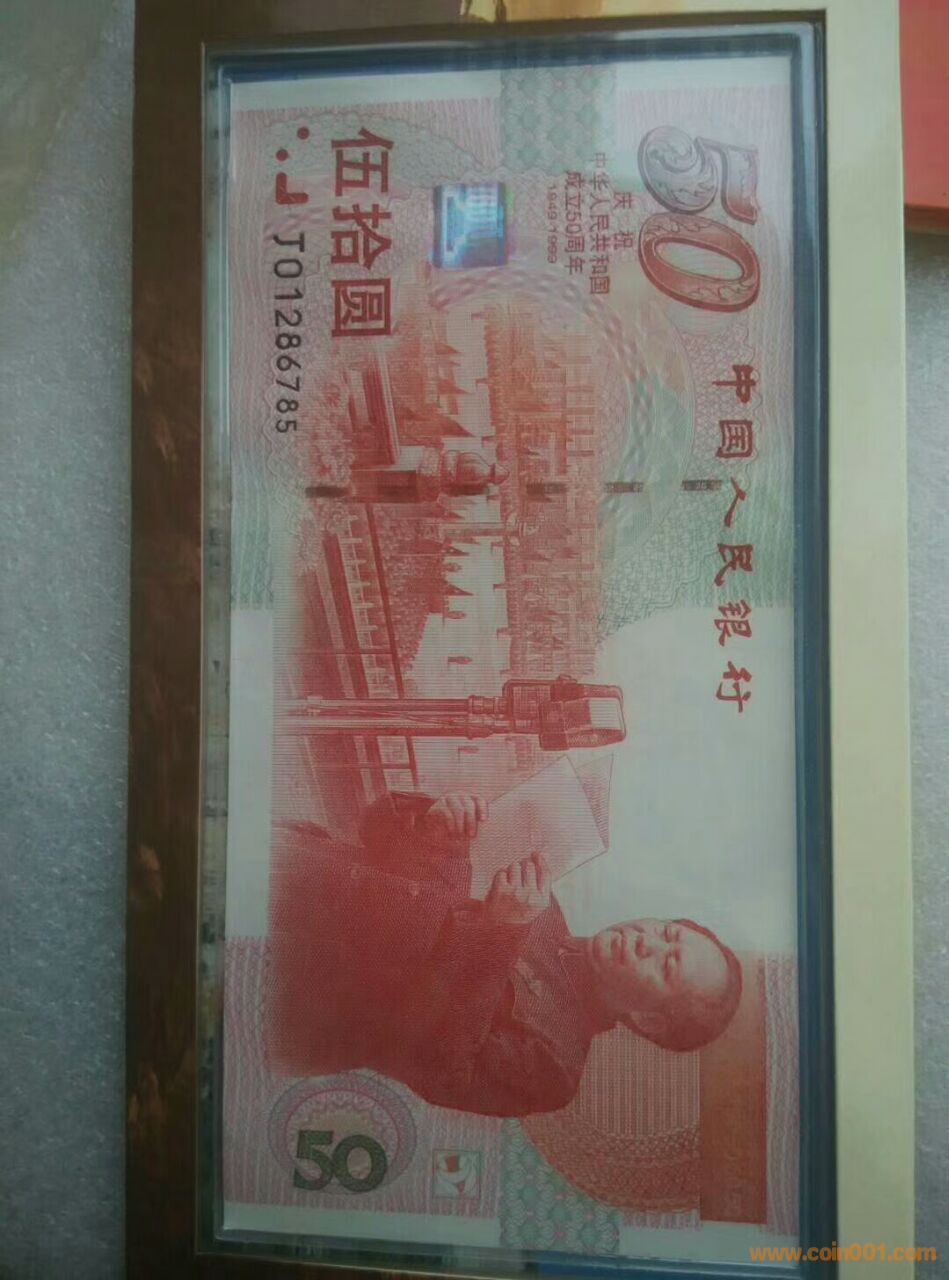 50
中国人民银行
庆祝
中华人民共和国
成立50周年
1949-1999
伍拾圆
J01286785
50
www.coin001.com